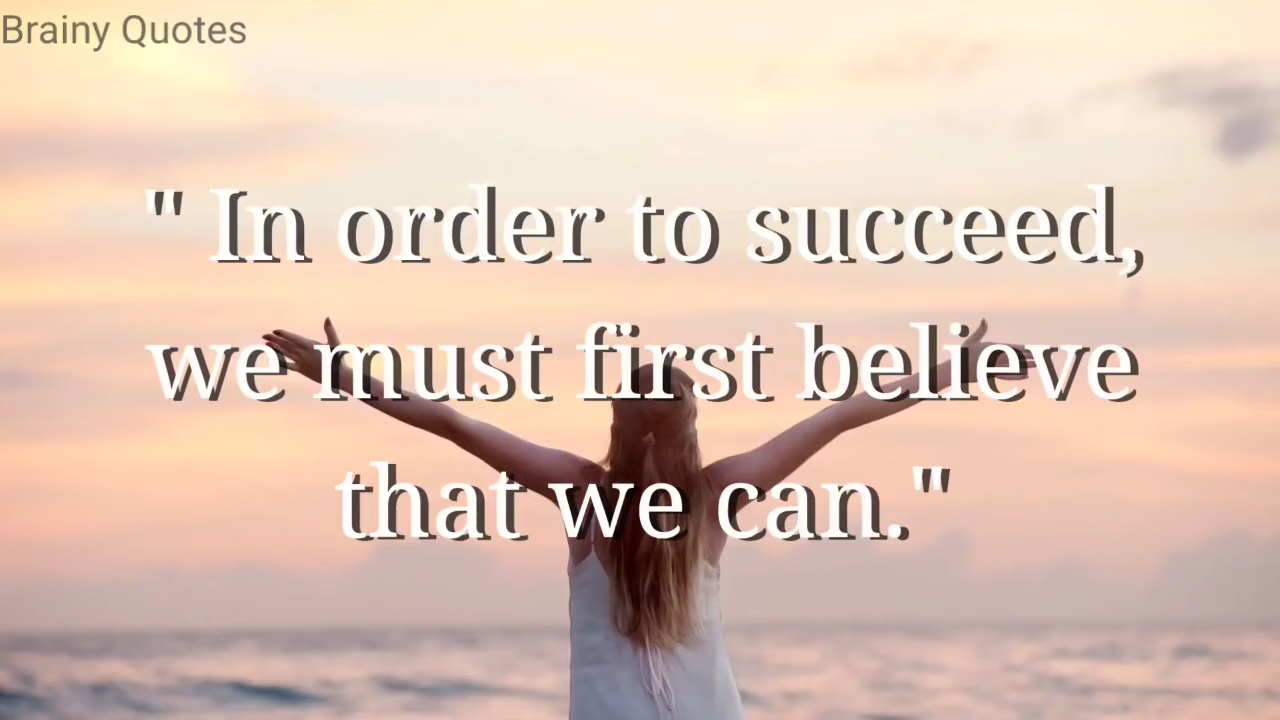 Brainy Quotes
" In order to succeed,
we must first believe
that we can."